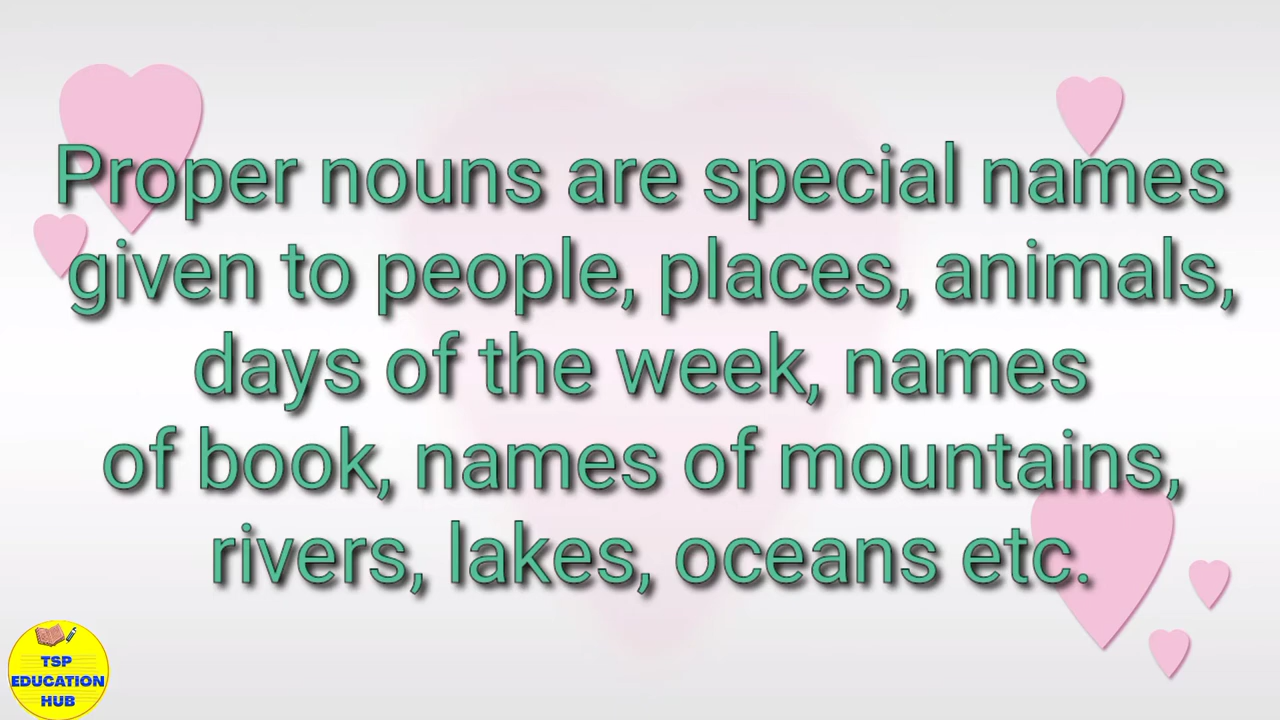 Proper nouns are special names
given to people, places, animals,
days of the week, names
of book, names of mountains,
rivers, lakes, oceans etc.
TSP
EDUCATION
HUB